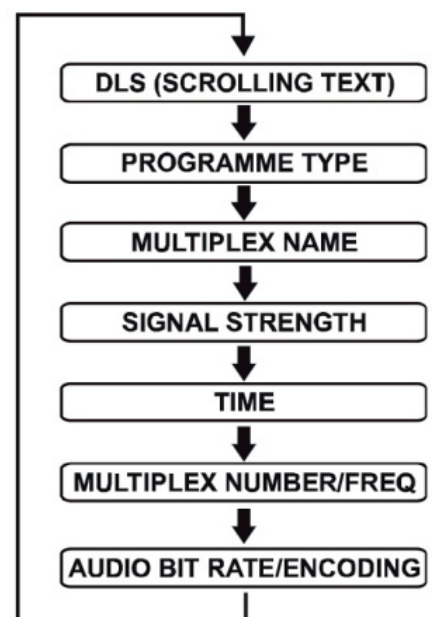 DLS (SCROLLING TEXT)
PROGRAMME TYPE
MULTIPLEX NAME
SIGNAL STRENGTH
TIME
MULTIPLEX NUMBER/FREQ
AUDIO BIT RATE/ENCODING